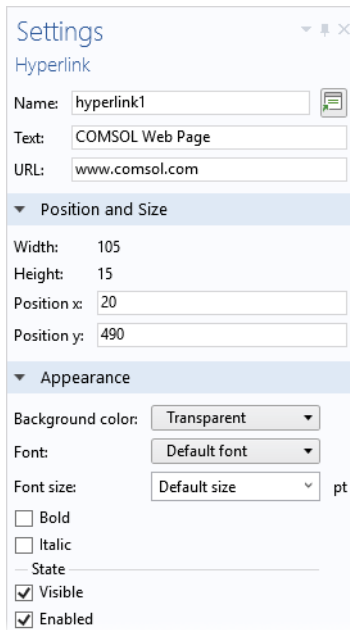 Settings
Hyperlink
Name: hyperlink1
Text: COMSOL Web Page
URL: www.comsol.com
Position and Size
Width: 105
Height: 15
Position x: 20
Position y: 490
Appearance
Background color: Transparent
Font: Default font
Font size: Default size pt
Bold
Italic
State
Visible
Enabled